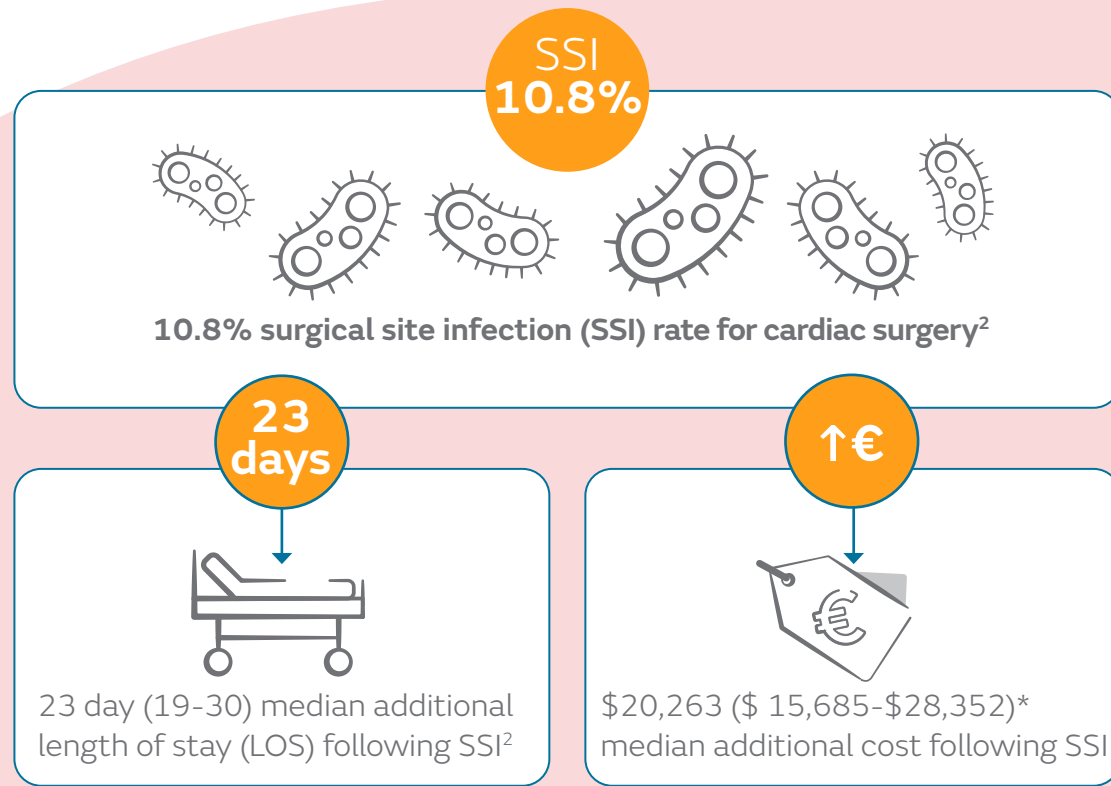 SSI
10.8%
10.8% surgical site infection (SSI) rate for cardiac surgery²
23
days
↑€
€
23 day (19-30) median additional
length of stay (LOS) following SSI²
$20,263 ($ 15,685-$28,352)*
median additional cost following SSI